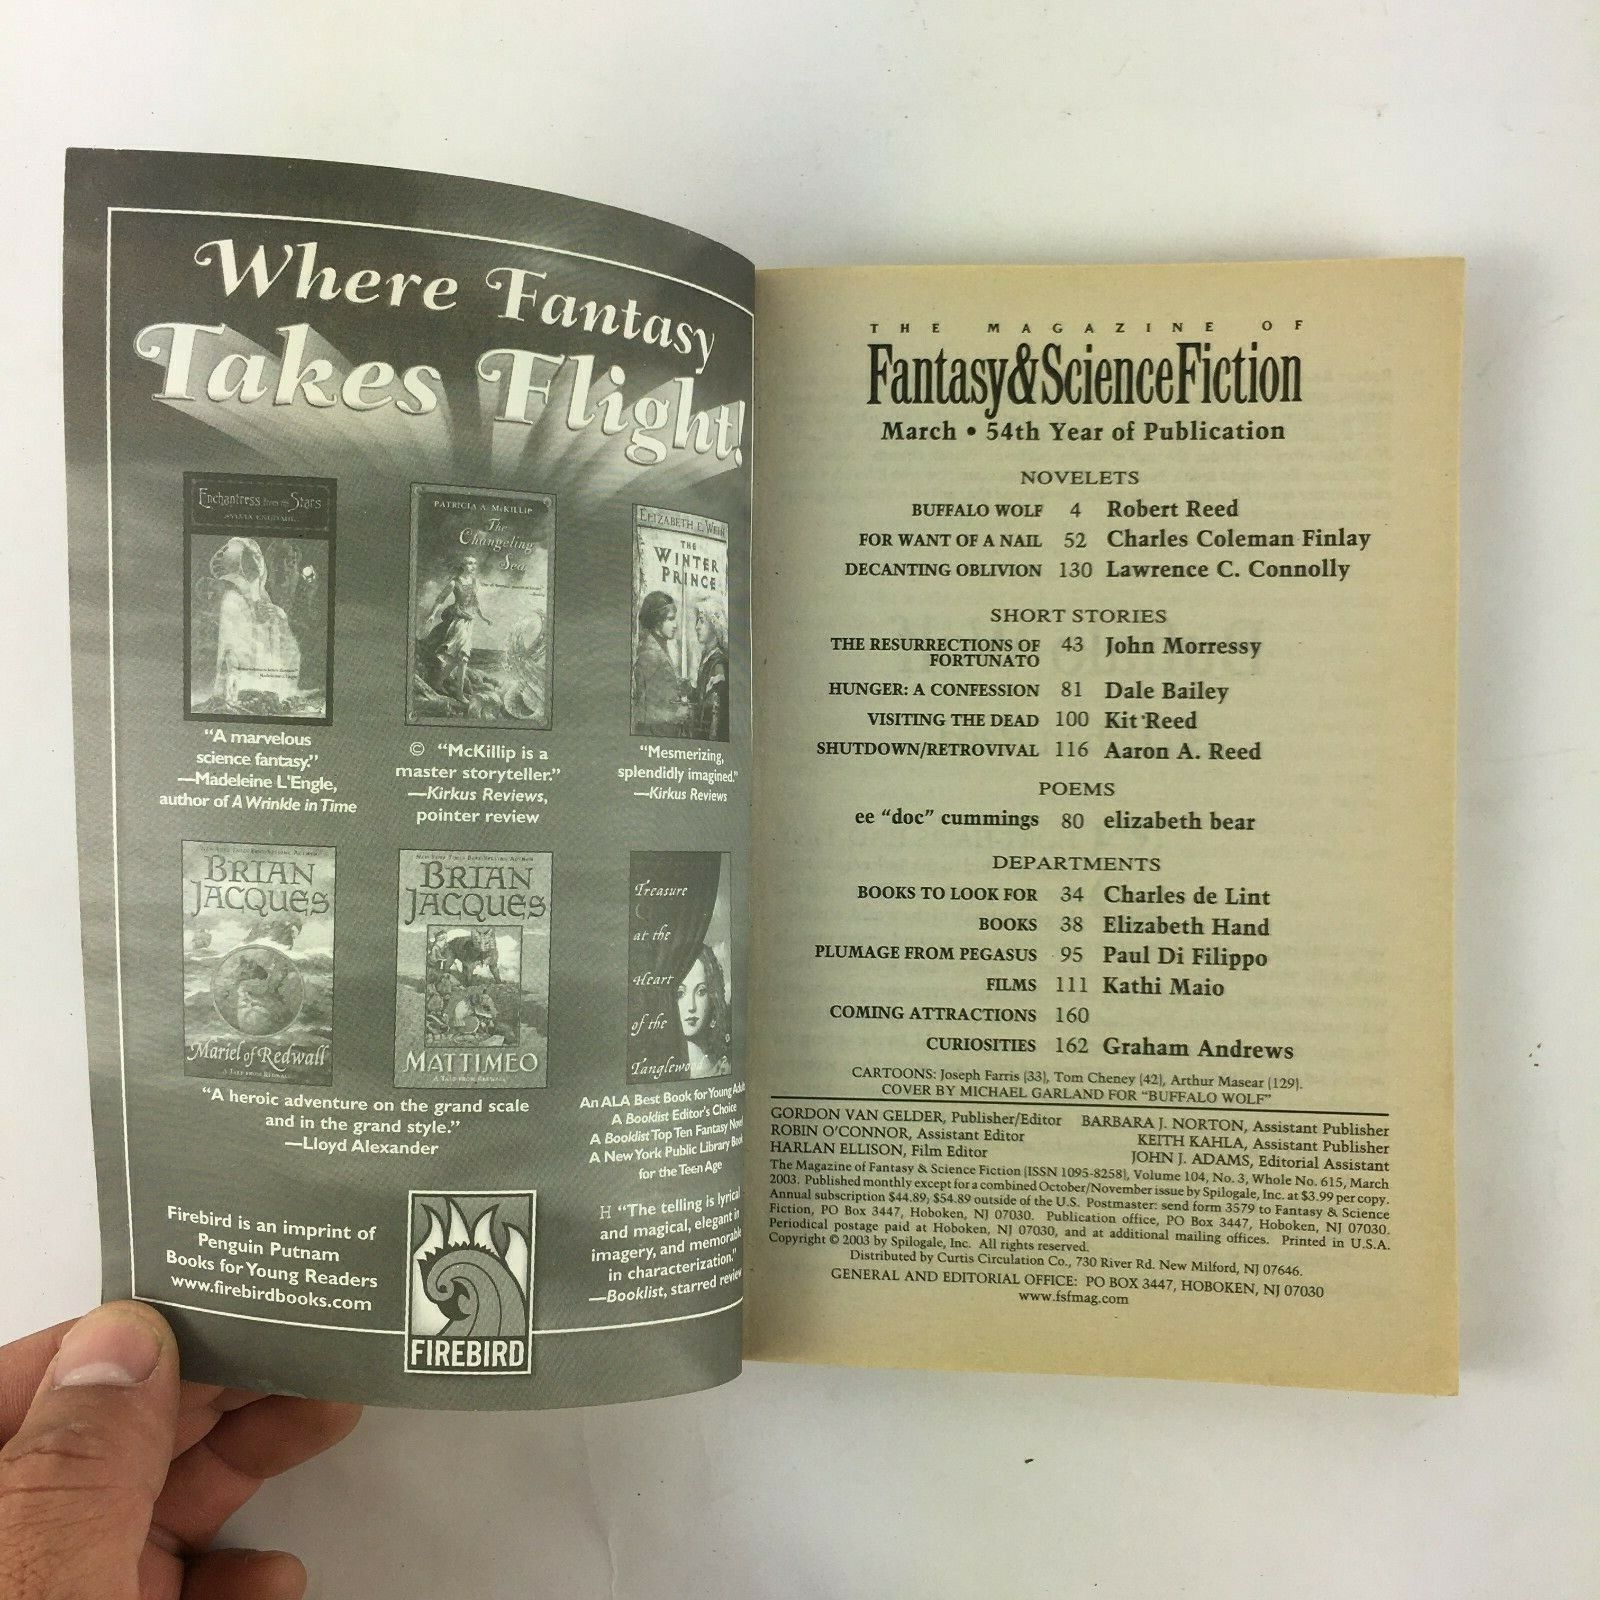 Where Fantasy
Takes Flight!
Enchantress from the Stars
SYLVIA ENGDAHL
"A marvelous
science fantasy."
—Madeleine L'Engle,
author of A Wrinkle in Time
PATRICIA A. McKILLIP
The
Changeling
Sea
© "McKillip is a
master storyteller."
—Kirkus Reviews,
pointer review
ELIZABETH E. WEIN
THE
WINTER
PRINCE
"Mesmerizing,
splendidly imagined."
—Kirkus Reviews
BRIAN
JACQUES
Mariel of Redwall
A TALE FROM REDWALL
BRIAN
JACQUES
MATTIMEO
A TALE FROM REDWALL
"A heroic adventure on the grand scale
and in the grand style."
—Lloyd Alexander
Treasure
at the
Heart
of the
Tanglewood
An ALA Best Book for Young Adults
A Booklist Editor's Choice
A Booklist Top Ten Fantasy Novel
A New York Public Library Book
for the Teen Age
H "The telling is lyrical
and magical, elegant in
imagery, and memorable
in characterization."
—Booklist, starred review
Firebird is an imprint of
Penguin Putnam
Books for Young Readers
www.firebirdbooks.com
FIREBIRD
THE MAGAZINE OF
Fantasy & Science Fiction
March • 54th Year of Publication
NOVELETS
BUFFALO WOLF 4 Robert Reed
FOR WANT OF A NAIL 52 Charles Coleman Finlay
DECANTING OBLIVION 130 Lawrence C. Connolly
SHORT STORIES
THE RESURRECTIONS OF 43 John Morressy
FORTUNATO
HUNGER: A CONFESSION 81 Dale Bailey
VISITING THE DEAD 100 Kit Reed
SHUTDOWN/RETROVIVAL 116 Aaron A. Reed
POEMS
ee "doc" cummings 80 elizabeth bear
DEPARTMENTS
BOOKS TO LOOK FOR 34 Charles de Lint
BOOKS 38 Elizabeth Hand
PLUMAGE FROM PEGASUS 95 Paul Di Filippo
FILMS 111 Kathi Maio
COMING ATTRACTIONS 160
CURIOSITIES 162 Graham Andrews
CARTOONS: Joseph Farris (33), Tom Cheney (42), Arthur Masear (129).
COVER BY MICHAEL GARLAND FOR "BUFFALO WOLF"
GORDON VAN GELDER, Publisher/Editor BARBARA J. NORTON, Assistant Publisher
ROBIN O'CONNOR, Assistant Editor KEITH KAHLA, Assistant Publisher
HARLAN ELLISON, Film Editor JOHN J. ADAMS, Editorial Assistant
The Magazine of Fantasy & Science Fiction (ISSN 1095-8258), Volume 104, No. 3, Whole No. 615, March
2003. Published monthly except for a combined October/November issue by Spilogale, Inc. at $3.99 per copy.
Annual subscription $44.89; $54.89 outside of the U.S. Postmaster: send form 3579 to Fantasy & Science
Fiction, PO Box 3447, Hoboken, NJ 07030. Publication office, PO Box 3447, Hoboken, NJ 07030.
Periodical postage paid at Hoboken, NJ 07030, and at additional mailing offices. Printed in U.S.A.
Copyright © 2003 by Spilogale, Inc. All rights reserved.
Distributed by Curtis Circulation Co., 730 River Rd. New Milford, NJ 07646.
GENERAL AND EDITORIAL OFFICE: PO BOX 3447, HOBOKEN, NJ 07030
www.fsfmag.com